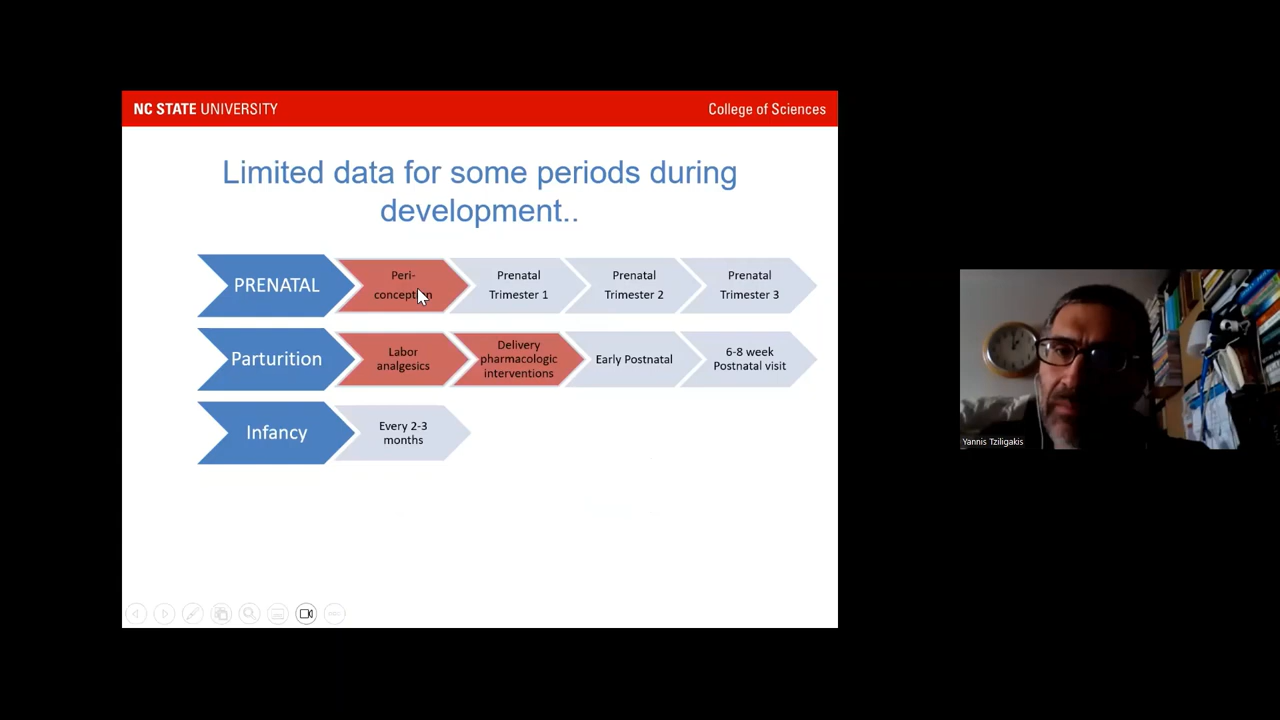 NC STATE UNIVERSITY
College of Sciences
Limited data for some periods during
development..
PRENATAL
Peri-
conception
Prenatal
Trimester 1
Prenatal
Trimester 2
Prenatal
Trimester 3
Parturition
Labor
analgesics
Delivery
pharmacologic
interventions
Early Postnatal
6-8 week
Postnatal visit
Infancy
Every 2-3
months
Yannis Tziligakis